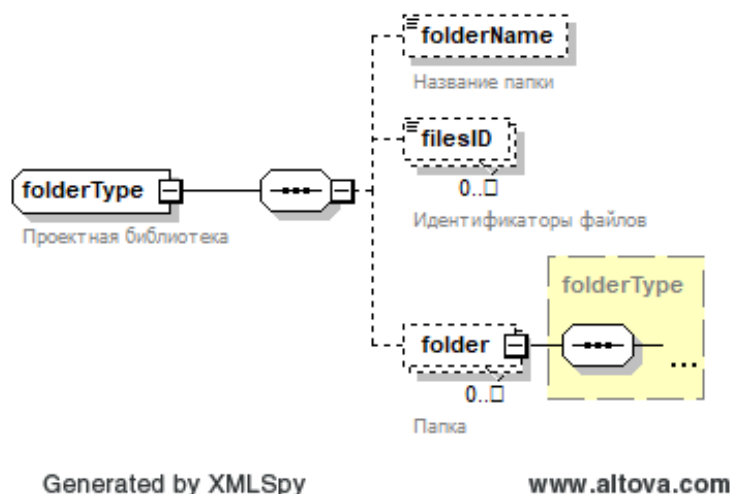 folderName
Название папки
filesID
0..□
Идентификаторы файлов
folderType
Проектная библиотека
folderType
folder
...
0..□
Папка
Generated by XMLSpy
www.altova.com